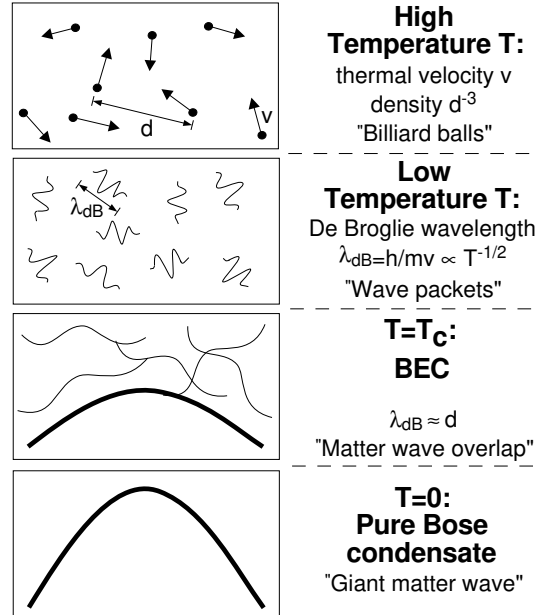 d
v
High
Temperature T:
thermal velocity v
density d⁻³
"Billiard balls"
λdB
Low
Temperature T:
De Broglie wavelength
λdB=h/mv ∝ T⁻¹/²
"Wave packets"
T=Tc:
BEC
λdB ≈ d
"Matter wave overlap"
T=0:
Pure Bose
condensate
"Giant matter wave"